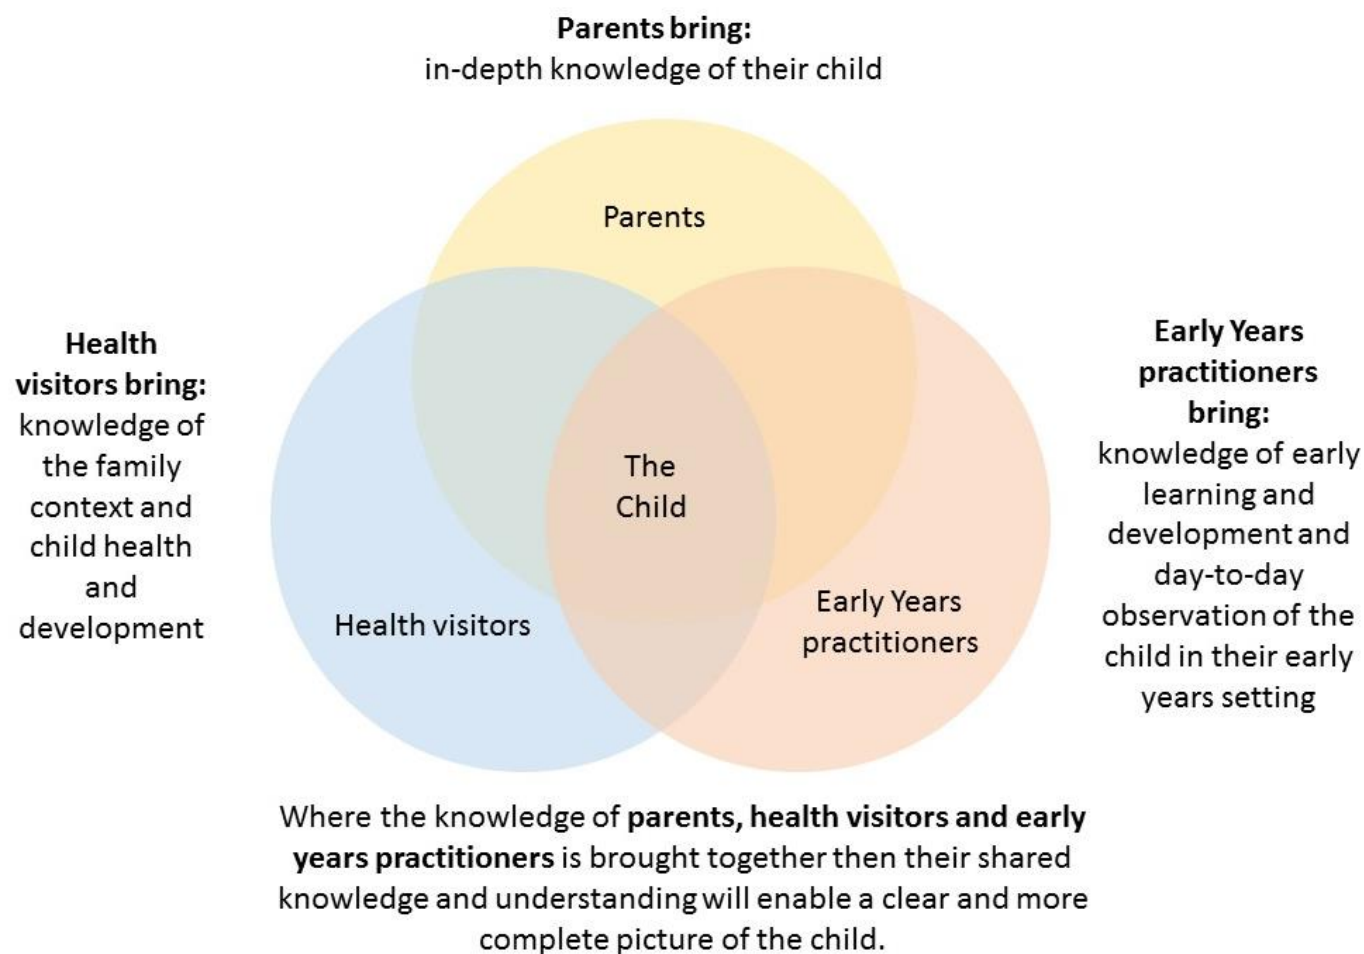 Parents bring:
in-depth knowledge of their child
Parents
Health
visitors bring:
knowledge of
the family
context and
child health
and
development
The
Child
Health visitors
Early Years
practitioners
Early Years
practitioners
bring:
knowledge of early
learning and
development and
day-to-day
observation of the
child in their early
years setting
Where the knowledge of parents, health visitors and early
years practitioners is brought together then their shared
knowledge and understanding will enable a clear and more
complete picture of the child.